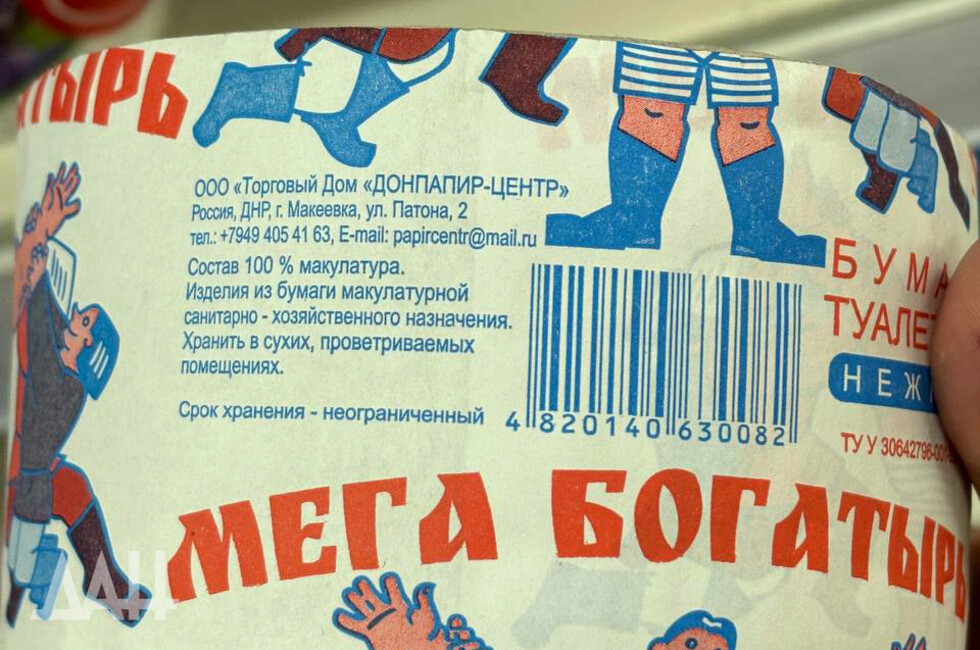 АТЫРЬ
ООО «Торговый Дом «ДОНПАПИР-ЦЕНТР»
Россия, ДНР, г. Макеевка, ул. Патона, 2
тел.: +7949 405 41 63, E-mail: papircentr@mail.ru
Состав 100 % макулатура.
Изделия из бумаги макулатурной
санитарно - хозяйственного назначения.
Хранить в сухих, проветриваемых
помещениях.
Срок хранения - неограниченный
4 820140 630082
БУМА
ТУАЛЕТ
НЕЖ
ТУ У 30642796-00
МЕГА БОГАТЫРЬ
ДАН